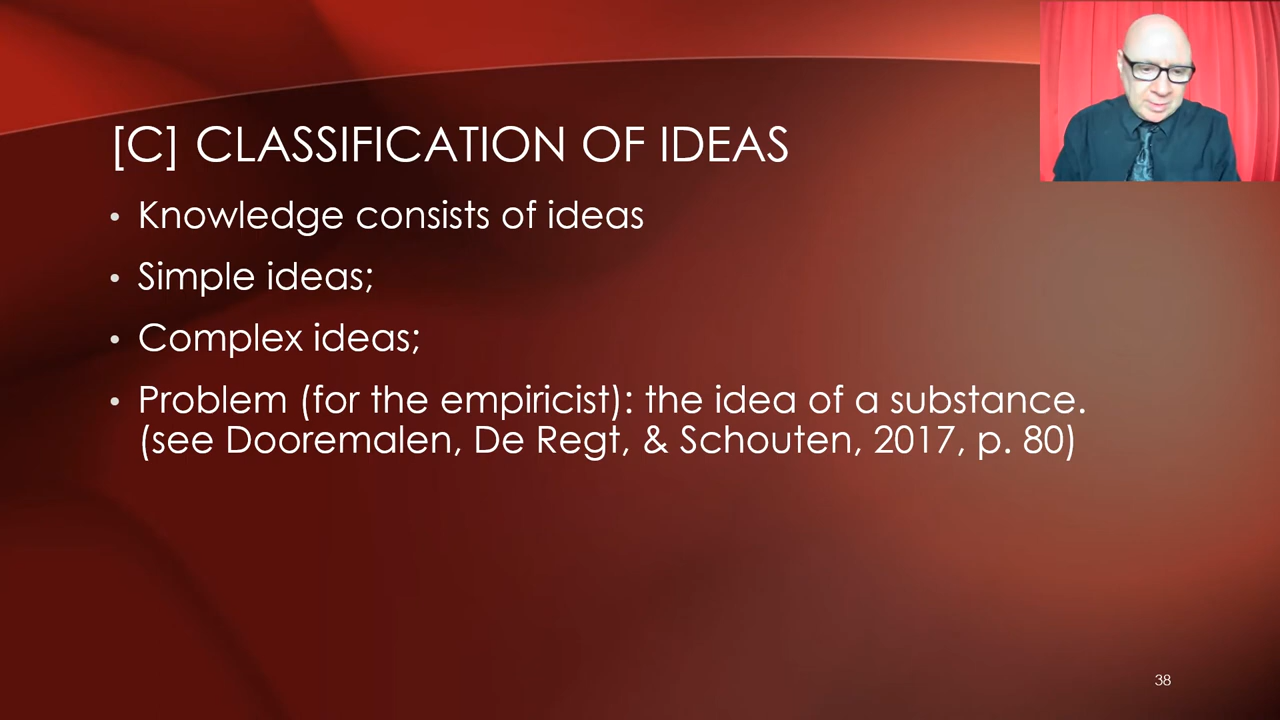 [C] CLASSIFICATION OF IDEAS
• Knowledge consists of ideas
• Simple ideas;
• Complex ideas;
• Problem (for the empiricist): the idea of a substance.
(see Dooremalen, De Regt, & Schouten, 2017, p. 80)
38